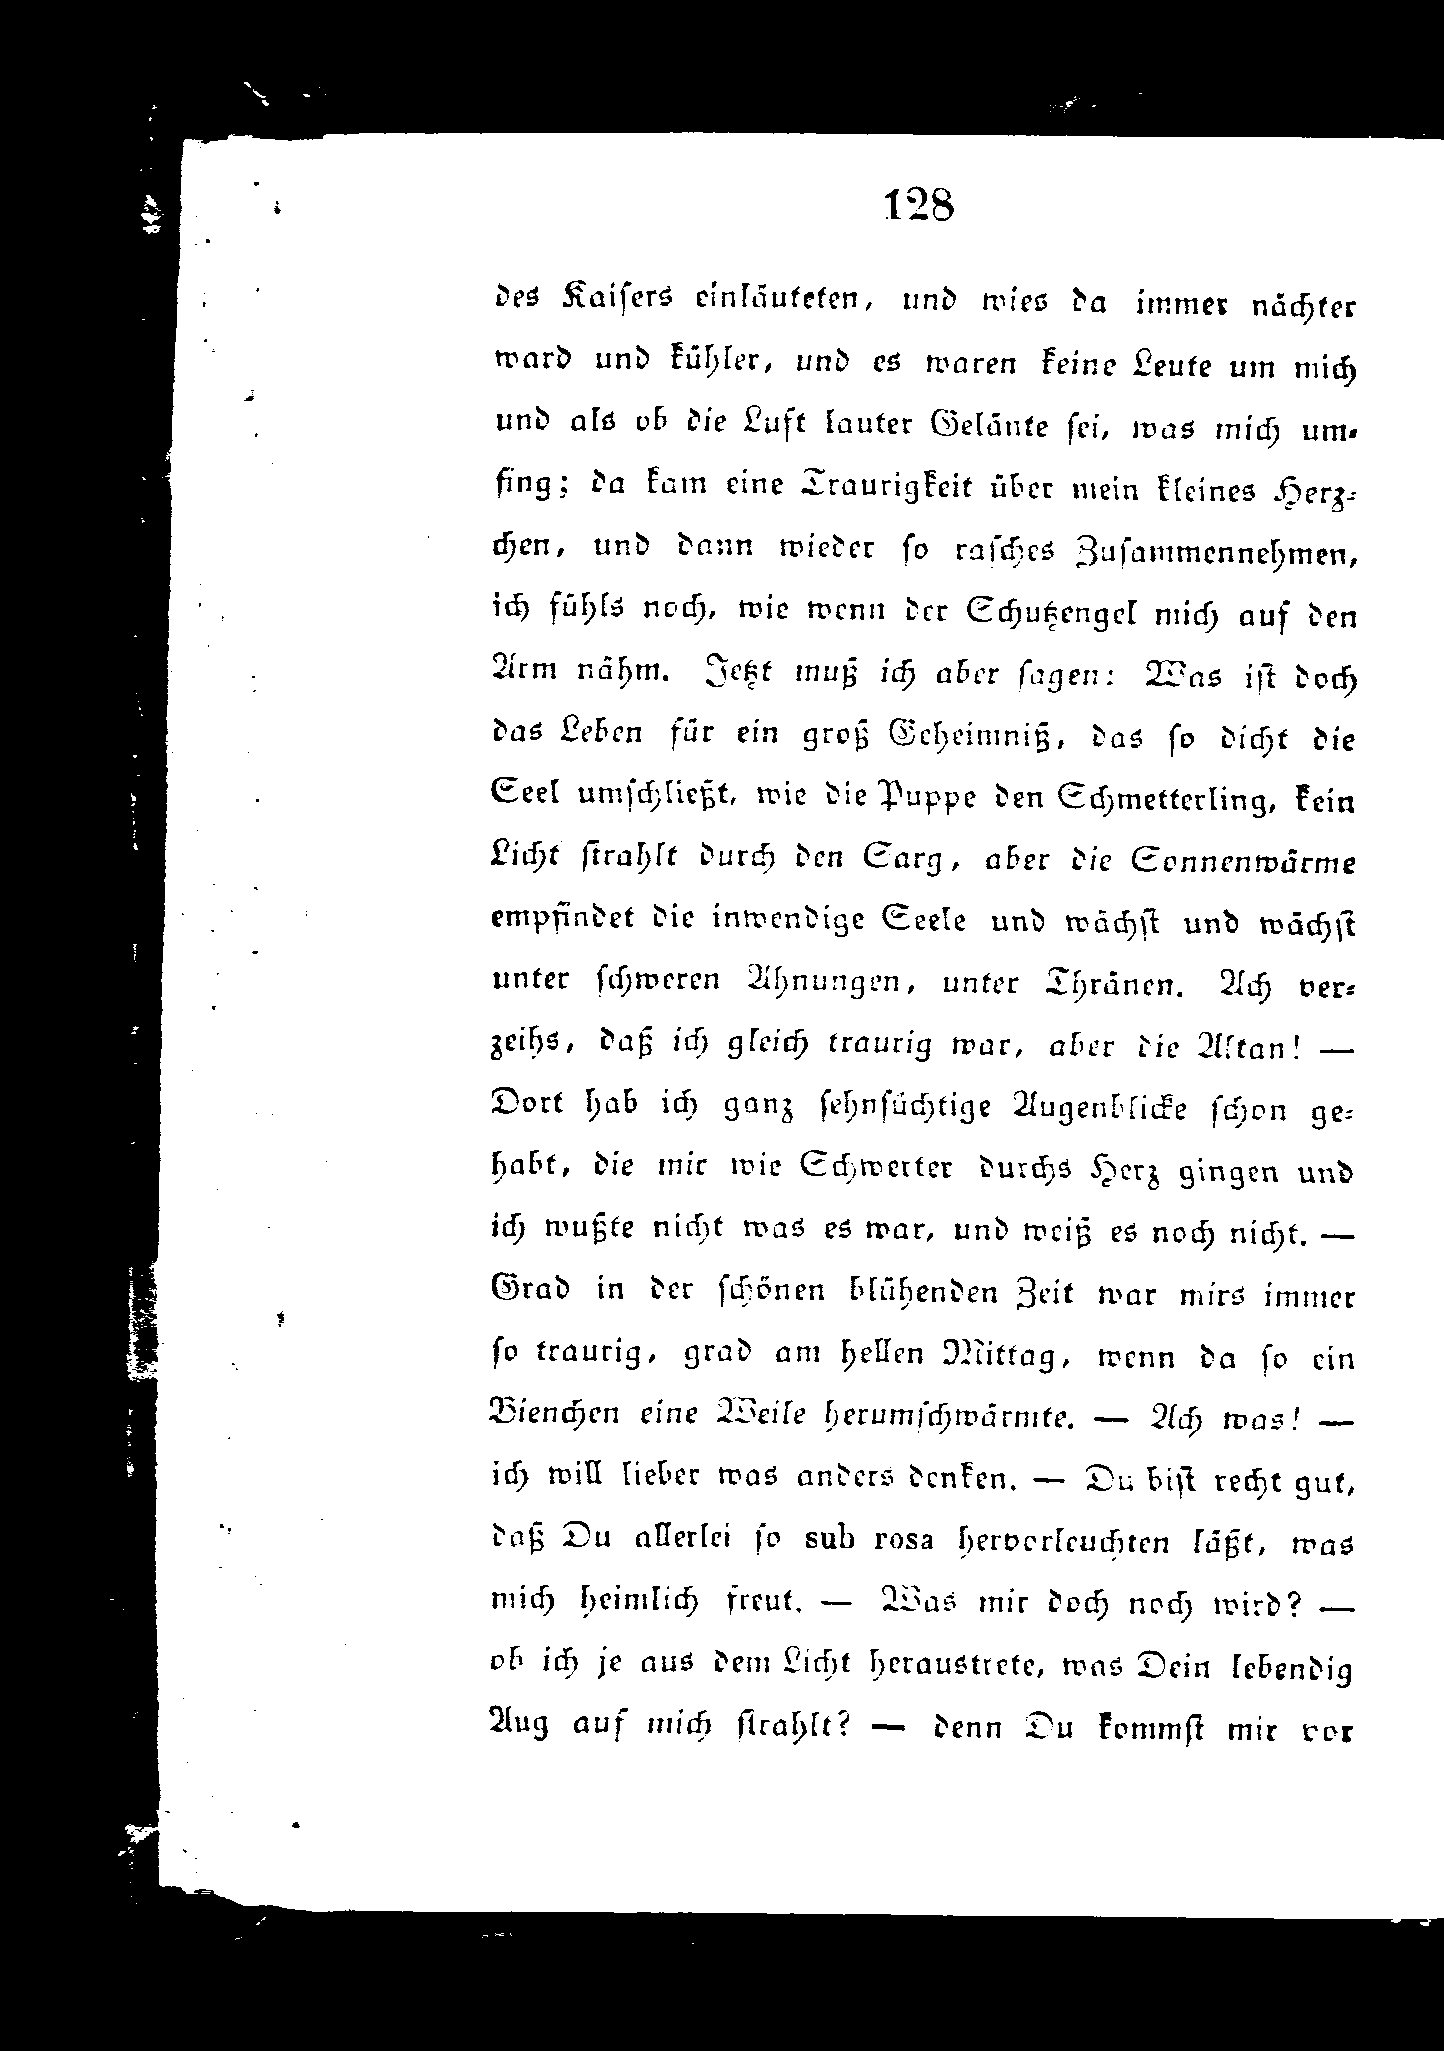 128
des Kaiſers einläuteten, und wies da immer nächter
ward und kühler, und es waren keine Leute um mich
und als ob die Luft lauter Geläute ſei, was mich um-
fing; da kam eine Traurigkeit über mein kleines Herz-
chen, und dann wieder ſo raſches Zuſammennehmen,
ich fühls noch, wie wenn der Schutzengel mich auf den
Arm nähm. Jetzt muß ich aber ſagen: Was iſt doch
das Leben für ein groß Geheimniß, das ſo dicht die
Seel umſchließt, wie die Puppe den Schmetterling, kein
Licht ſtrahlt durch den Sarg, aber die Sonnenwärme
empfindet die inwendige Seele und wächſt und wächſt
unter ſchweren Ahnungen, unter Thränen. Ach ver-
zeihs, daß ich gleich traurig war, aber die Altan! —
Dort hab ich ganz ſehnſüchtige Augenblicke ſchon ge-
habt, die mir wie Schwerter durchs Herz gingen und
ich wußte nicht was es war, und weiß es noch nicht. —
Grad in der ſchönen blühenden Zeit war mirs immer
ſo traurig, grad am hellen Mittag, wenn da ſo ein
Bienchen eine Weile herumſchwärmte. — Ach was! —
ich will lieber was anders denken. — Du biſt recht gut,
daß Du allerlei ſo sub rosa hervorleuchten läßt, was
mich heimlich freut. — Was mir doch noch wird? —
ob ich je aus dem Licht heraustrete, was Dein lebendig
Aug auf mich ſtrahlt? — denn Du kommſt mir vor